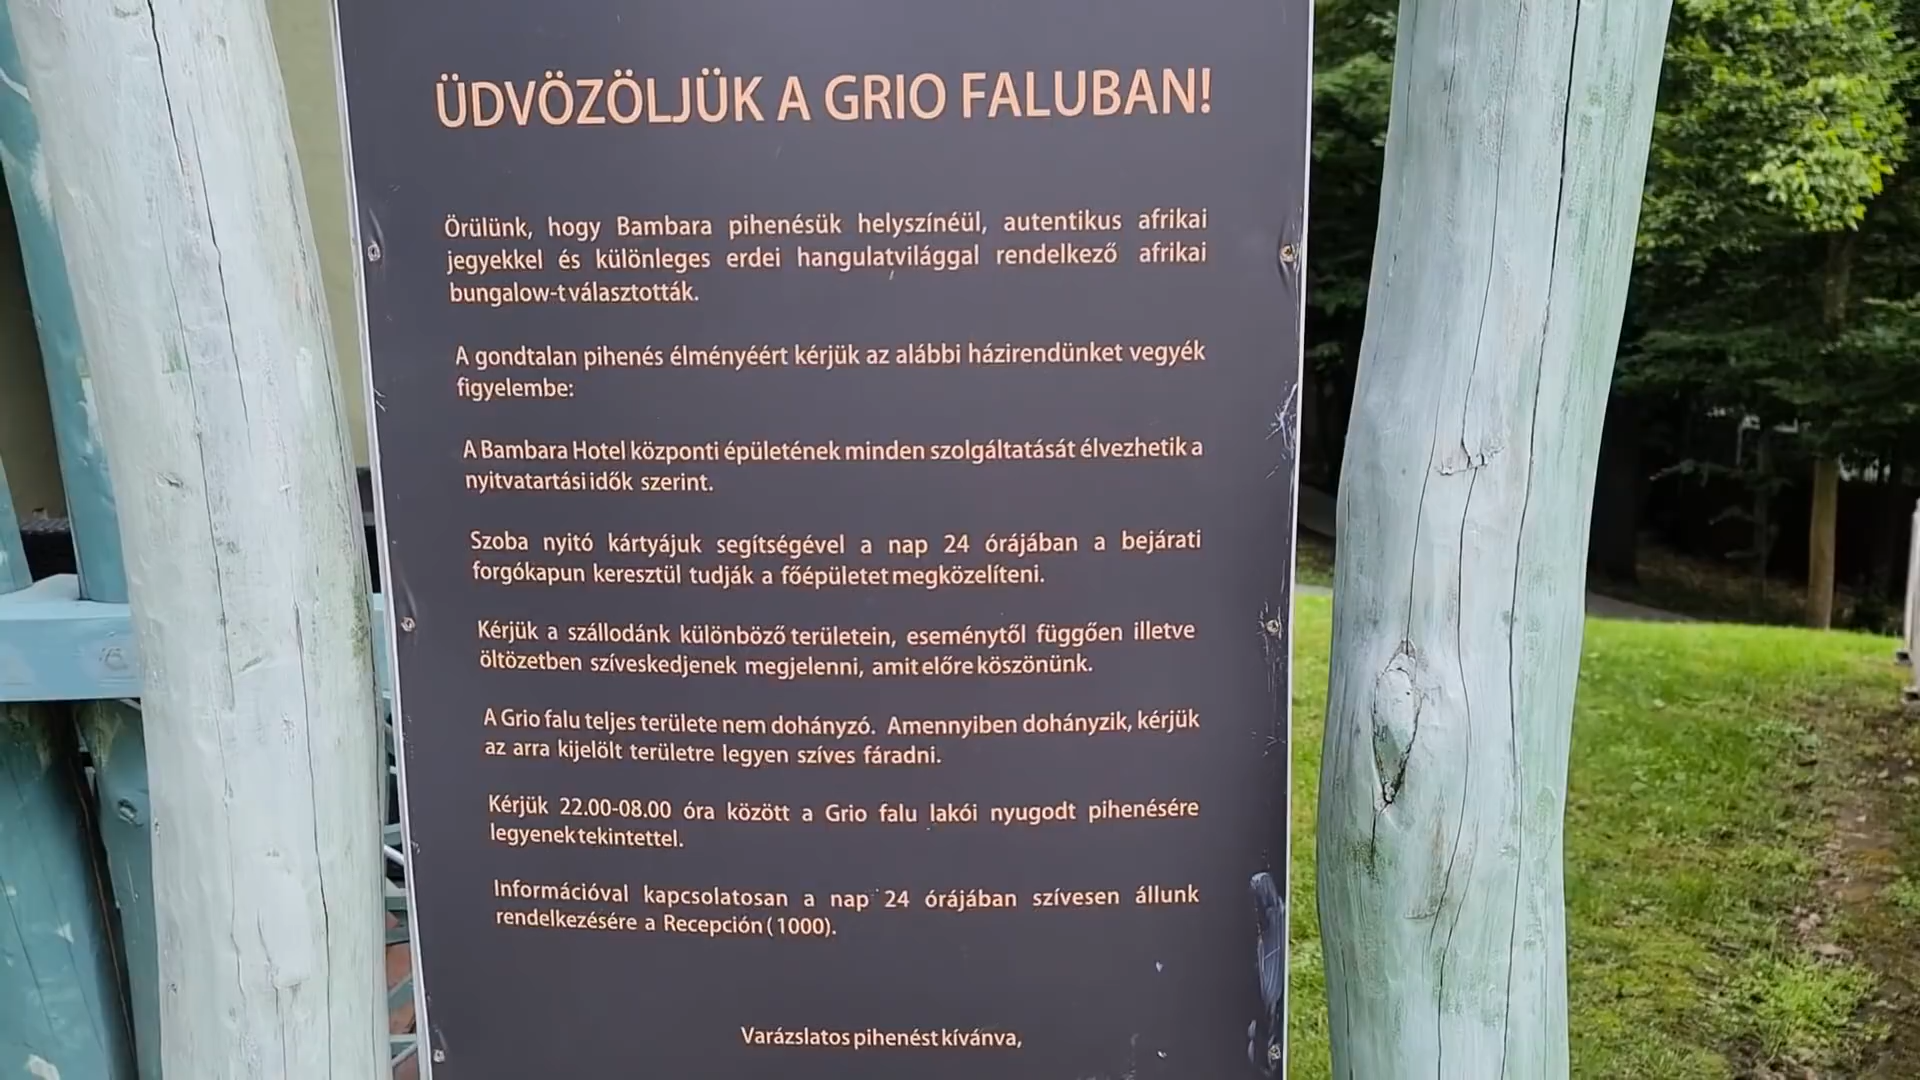 ÜDVÖZÖLJÜK A GRIO FALUBAN!
Örülünk, hogy Bambara pihenésük helyszínéül, autentikus afrikai
jegyekkel és különleges erdei hangulatvilággal rendelkező afrikai
bungalow-t választották.
A gondtalan pihenés élményéért kérjük az alábbi házirendünket vegyék
figyelembe:
A Bambara Hotel központi épületének minden szolgáltatását élvezhetik a
nyitvatartási idők szerint.
Szoba nyitó kártyájuk segítségével a nap 24 órájában a bejárati
forgókapun keresztül tudják a főépületet megközelíteni.
Kérjük a szállodánk különböző területein, eseménytől függően illetve
öltözetben szíveskedjenek megjelenni, amit előre köszönünk.
A Grio falu teljes területe nem dohányzó. Amennyiben dohányzik, kérjük
az arra kijelölt területre legyen szíves fáradni.
Kérjük 22.00-08.00 óra között a Grio falu lakói nyugodt pihenésére
legyenek tekintettel.
Információval kapcsolatosan a nap 24 órájában szívesen állunk
rendelkezésére a Recepción (1000).
Varázslatos pihenést kívánva,